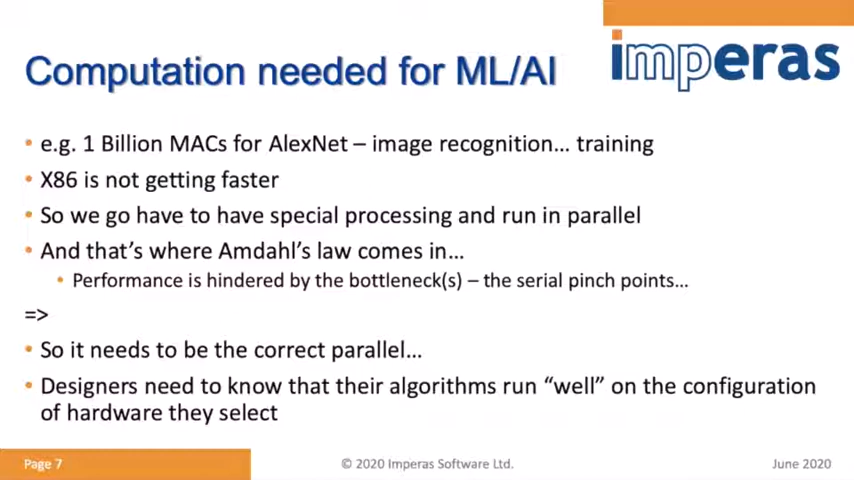 imperas
Computation needed for ML/AI
• e.g. 1 Billion MACs for AlexNet – image recognition... training
• X86 is not getting faster
• So we go have to have special processing and run in parallel
• And that's where Amdahl's law comes in...
• Performance is hindered by the bottleneck(s) – the serial pinch points...
=>
• So it needs to be the correct parallel...
• Designers need to know that their algorithms run “well” on the configuration
of hardware they select
Page 7
© 2020 Imperas Software Ltd.
June 2020